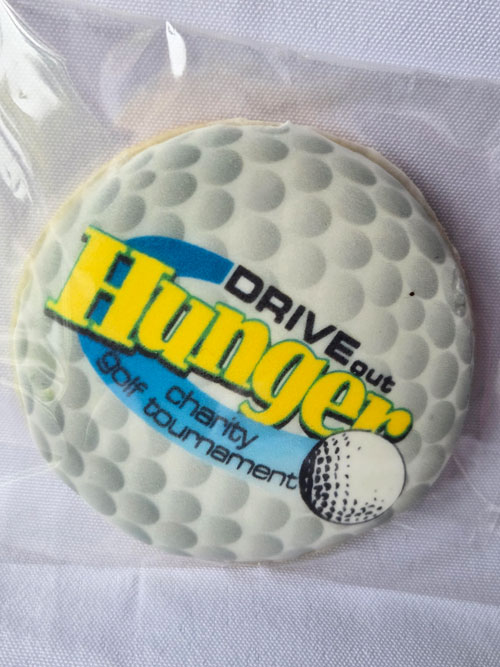 DRIVE out
Hunger
charity
golf tournament